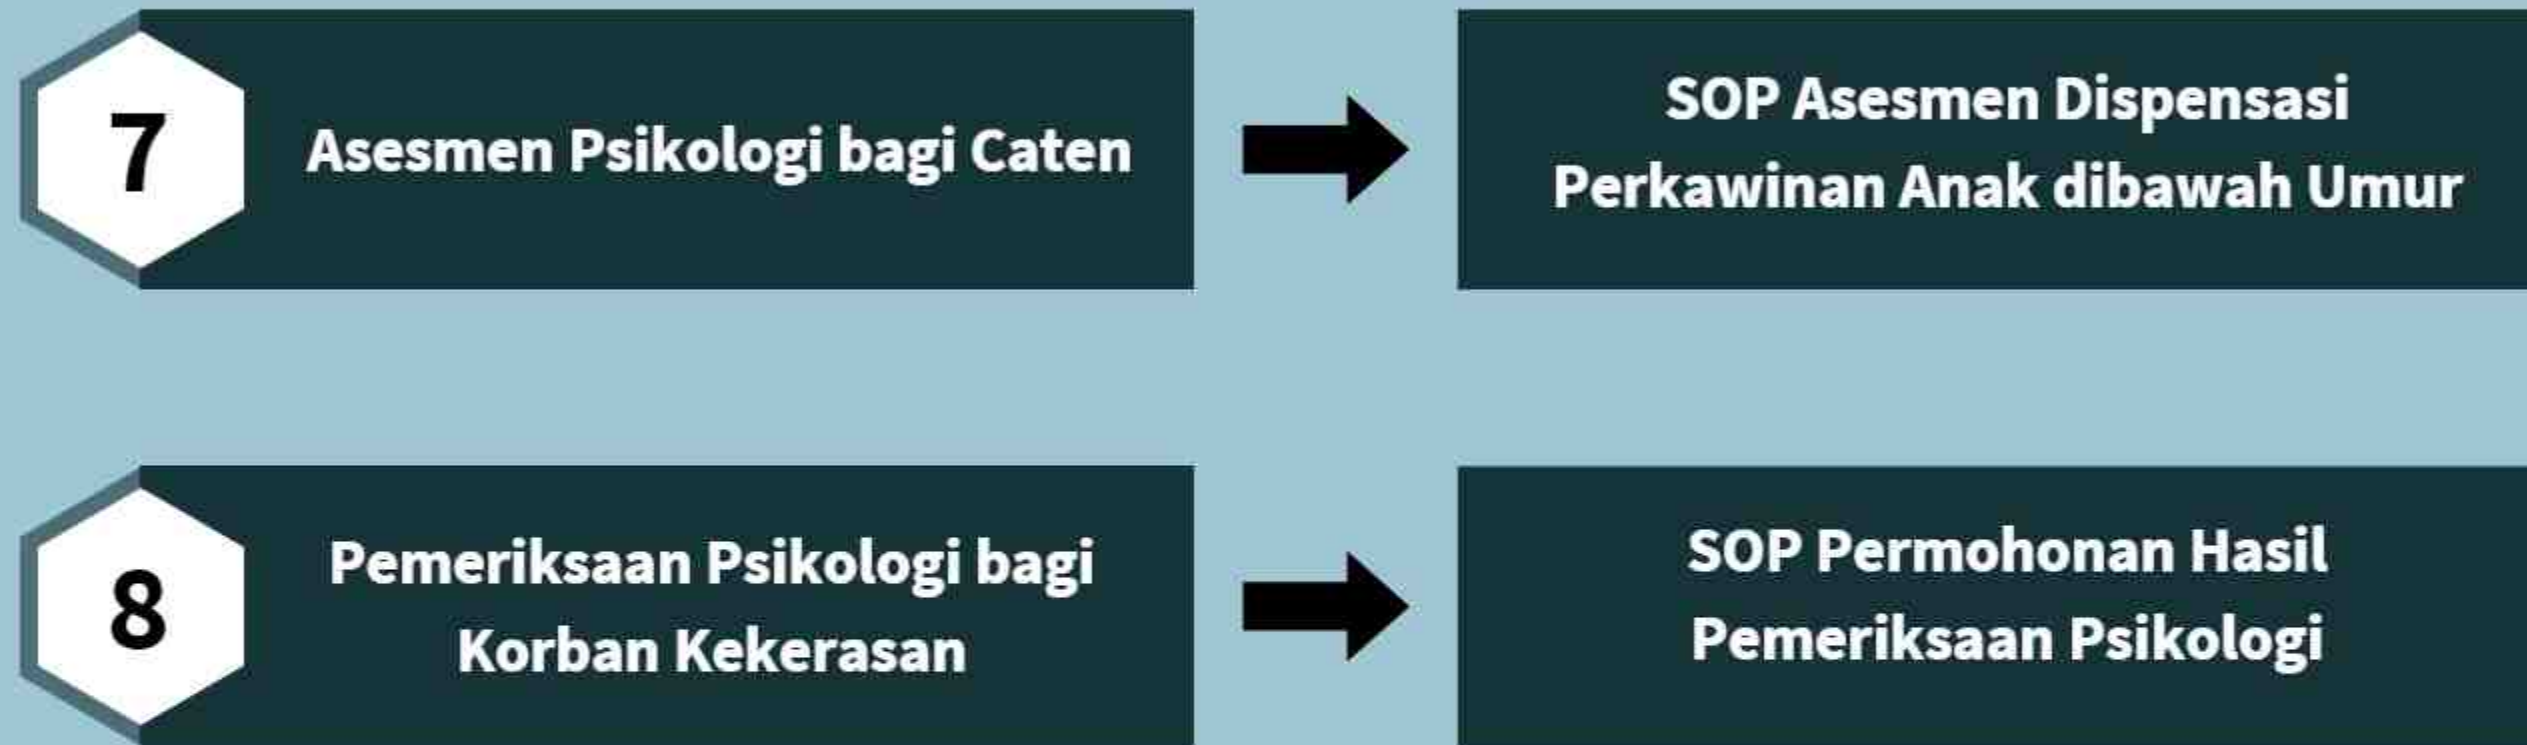 7
Asesmen Psikologi bagi Caten
SOP Asesmen Dispensasi
Perkawinan Anak dibawah Umur
8
Pemeriksaan Psikologi bagi
Korban Kekerasan
SOP Permohonan Hasil
Pemeriksaan Psikologi